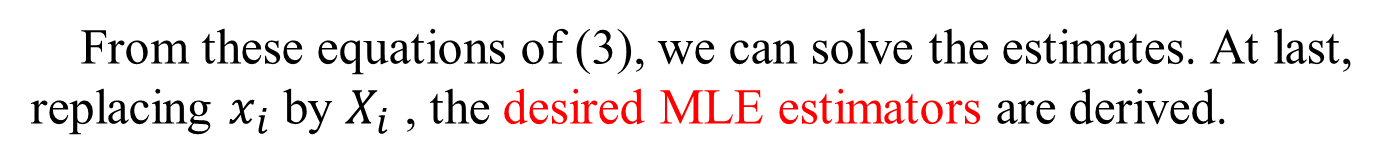 From these equations of (3), we can solve the estimates. At last,
replacing 𝑥ᵢ by 𝑋ᵢ , the desired MLE estimators are derived.